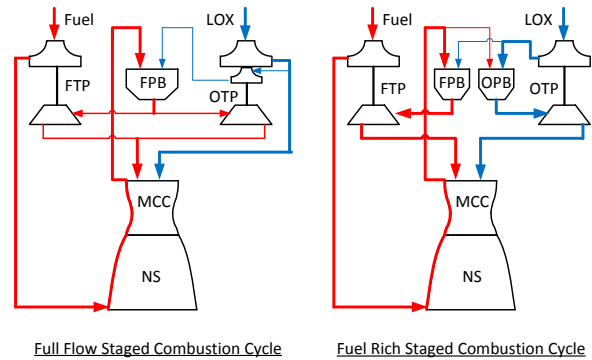 Fuel
LOX
FTP
FPB
OTP
MCC
NS
Full Flow Staged Combustion Cycle
Fuel
LOX
FTP
FPB
OPB
OTP
MCC
NS
Fuel Rich Staged Combustion Cycle